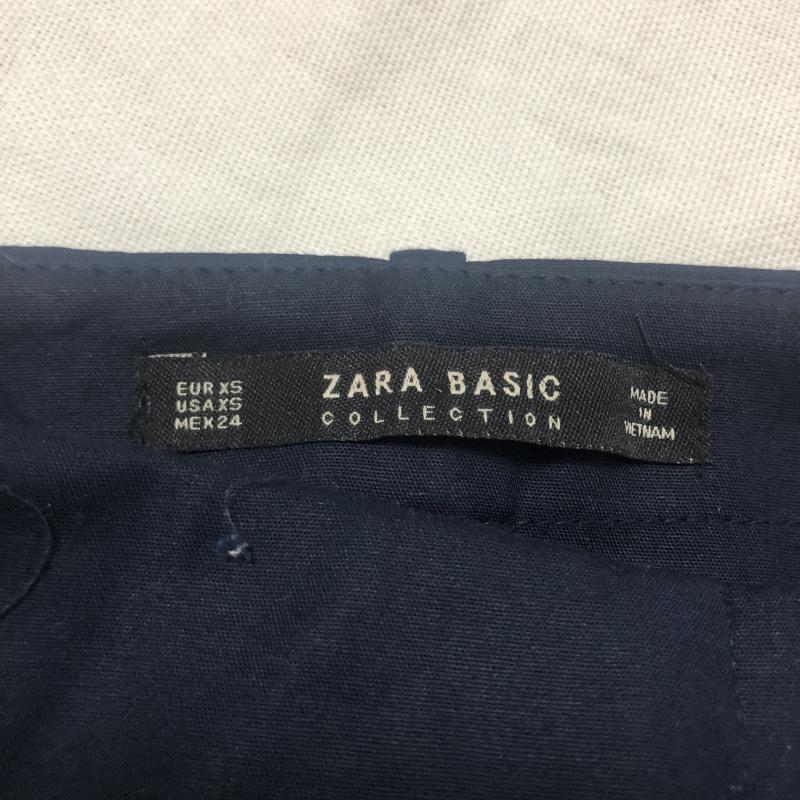 EUR XS
USA XS
MEX 24
ZARA BASIC
COLLECTION
MADE
IN
VIETNAM